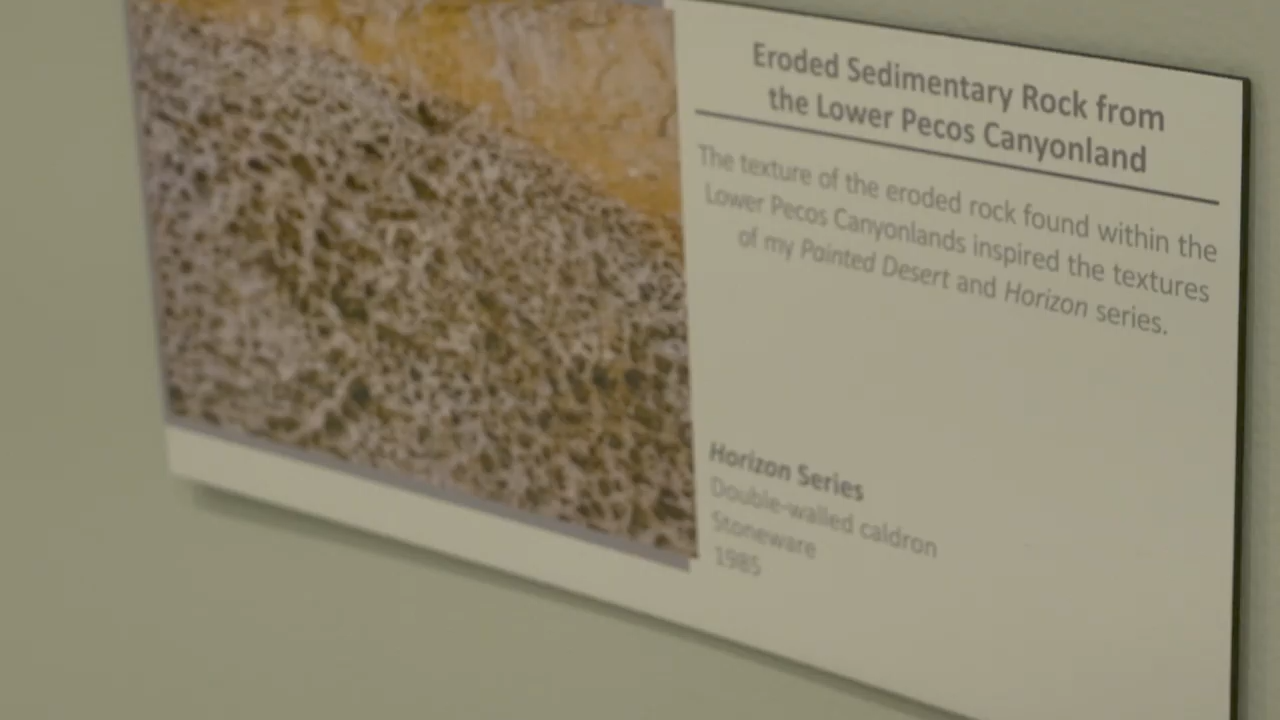 Eroded Sedimentary Rock from
the Lower Pecos Canyonland
The texture of the eroded rock found within the
Lower Pecos Canyonlands inspired the textures
of my Painted Desert and Horizon series.
Horizon Series
Double-walled caldron
Stoneware
1985